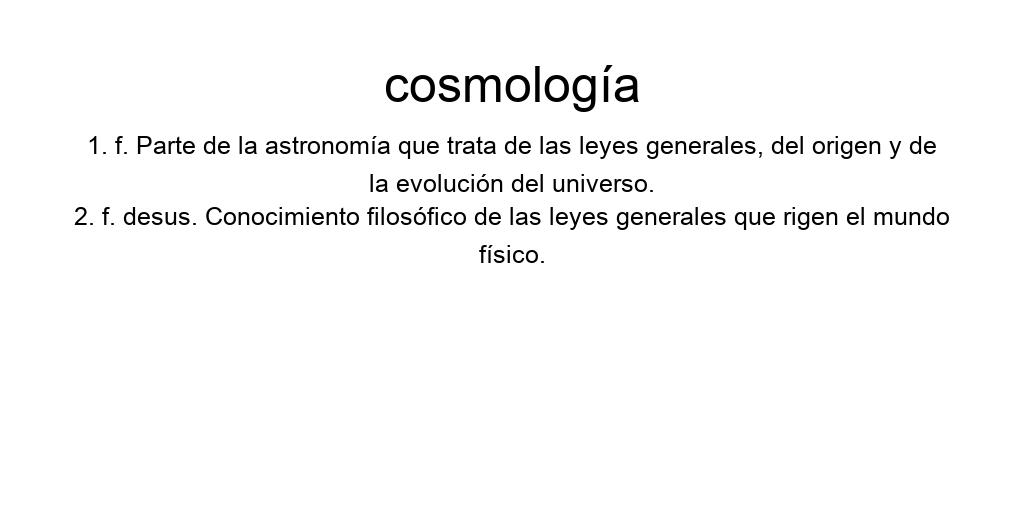 cosmología
1. f. Parte de la astronomía que trata de las leyes generales, del origen y de
la evolución del universo.
2. f. desus. Conocimiento filosófico de las leyes generales que rigen el mundo
físico.